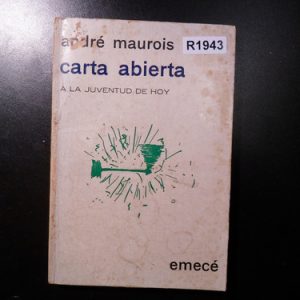 andré maurois R1943
carta abierta
A LA JUVENTUD DE HOY
emecé